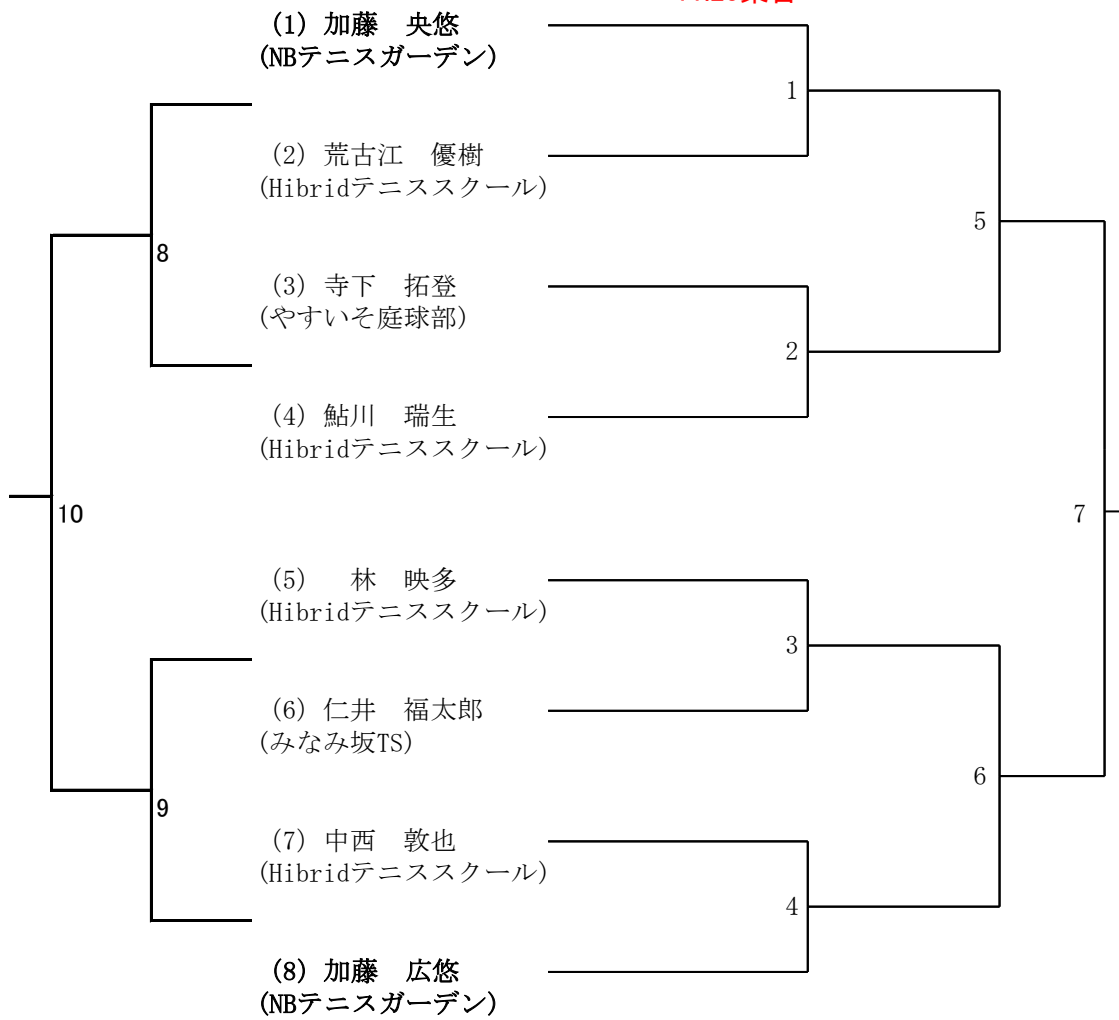 (1) 加藤　央悠
(NBテニスガーデン)
1
(2) 荒古江　優樹
(Hibridテニススクール)
5
8
(3) 寺下　拓登
(やすいそ庭球部)
2
(4) 鮎川　瑞生
(Hibridテニススクール)
10
7
(5)　林　映多
(Hibridテニススクール)
3
(6) 仁井　福太郎
(みなみ坂TS)
6
9
(7) 中西　敦也
(Hibridテニススクール)
4
(8) 加藤　広悠
(NBテニスガーデン)